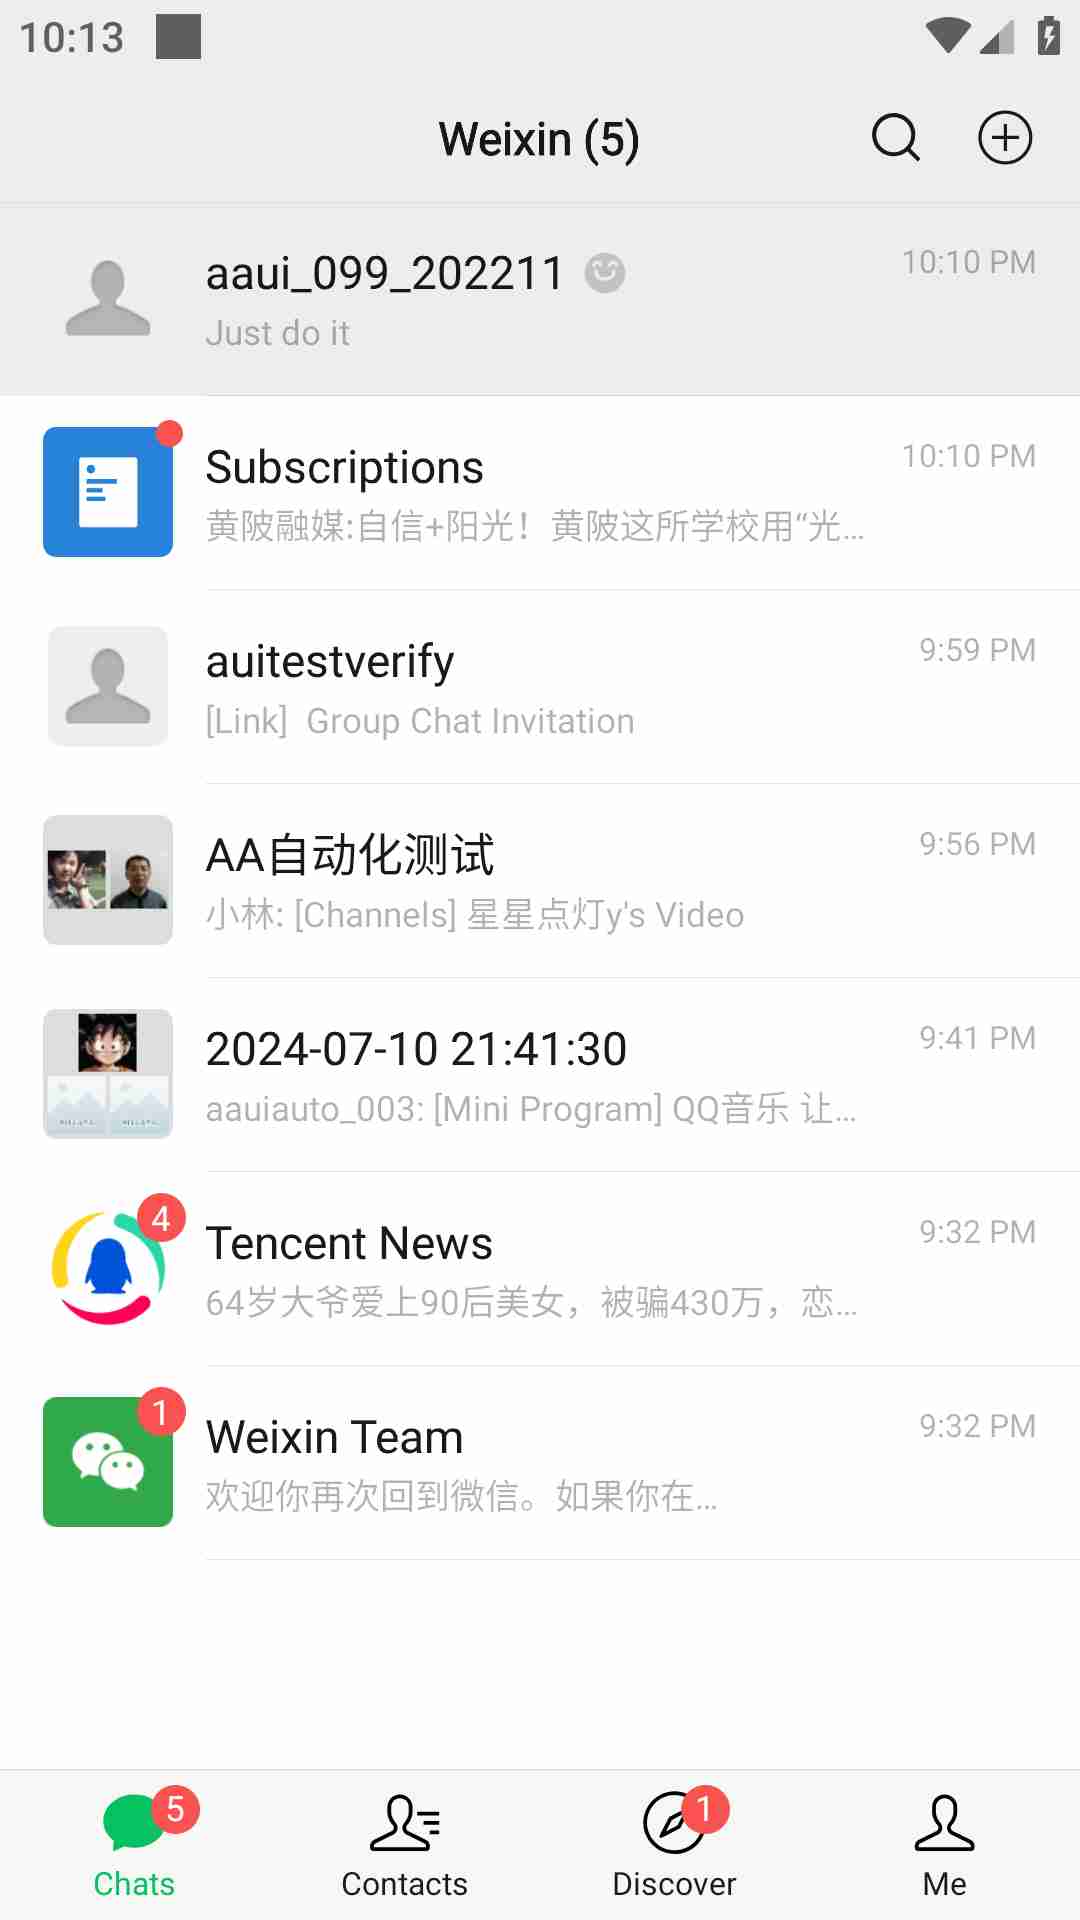 10:13
Weixin (5)
aaui_099_202211
10:10 PM
Just do it
Subscriptions
10:10 PM
黄陂融媒:自信+阳光！黄陂这所学校用“光...
auitestverify
9:59 PM
[Link] Group Chat Invitation
AA自动化测试
9:56 PM
小林: [Channels] 星星点灯y's Video
2024-07-10 21:41:30
9:41 PM
aauiauto_003: [Mini Program] QQ音乐 让...
4
Tencent News
9:32 PM
64岁大爷爱上90后美女，被骗430万，恋...
1
Weixin Team
9:32 PM
欢迎你再次回到微信。如果你在...
5
1
Chats
Contacts
Discover
Me